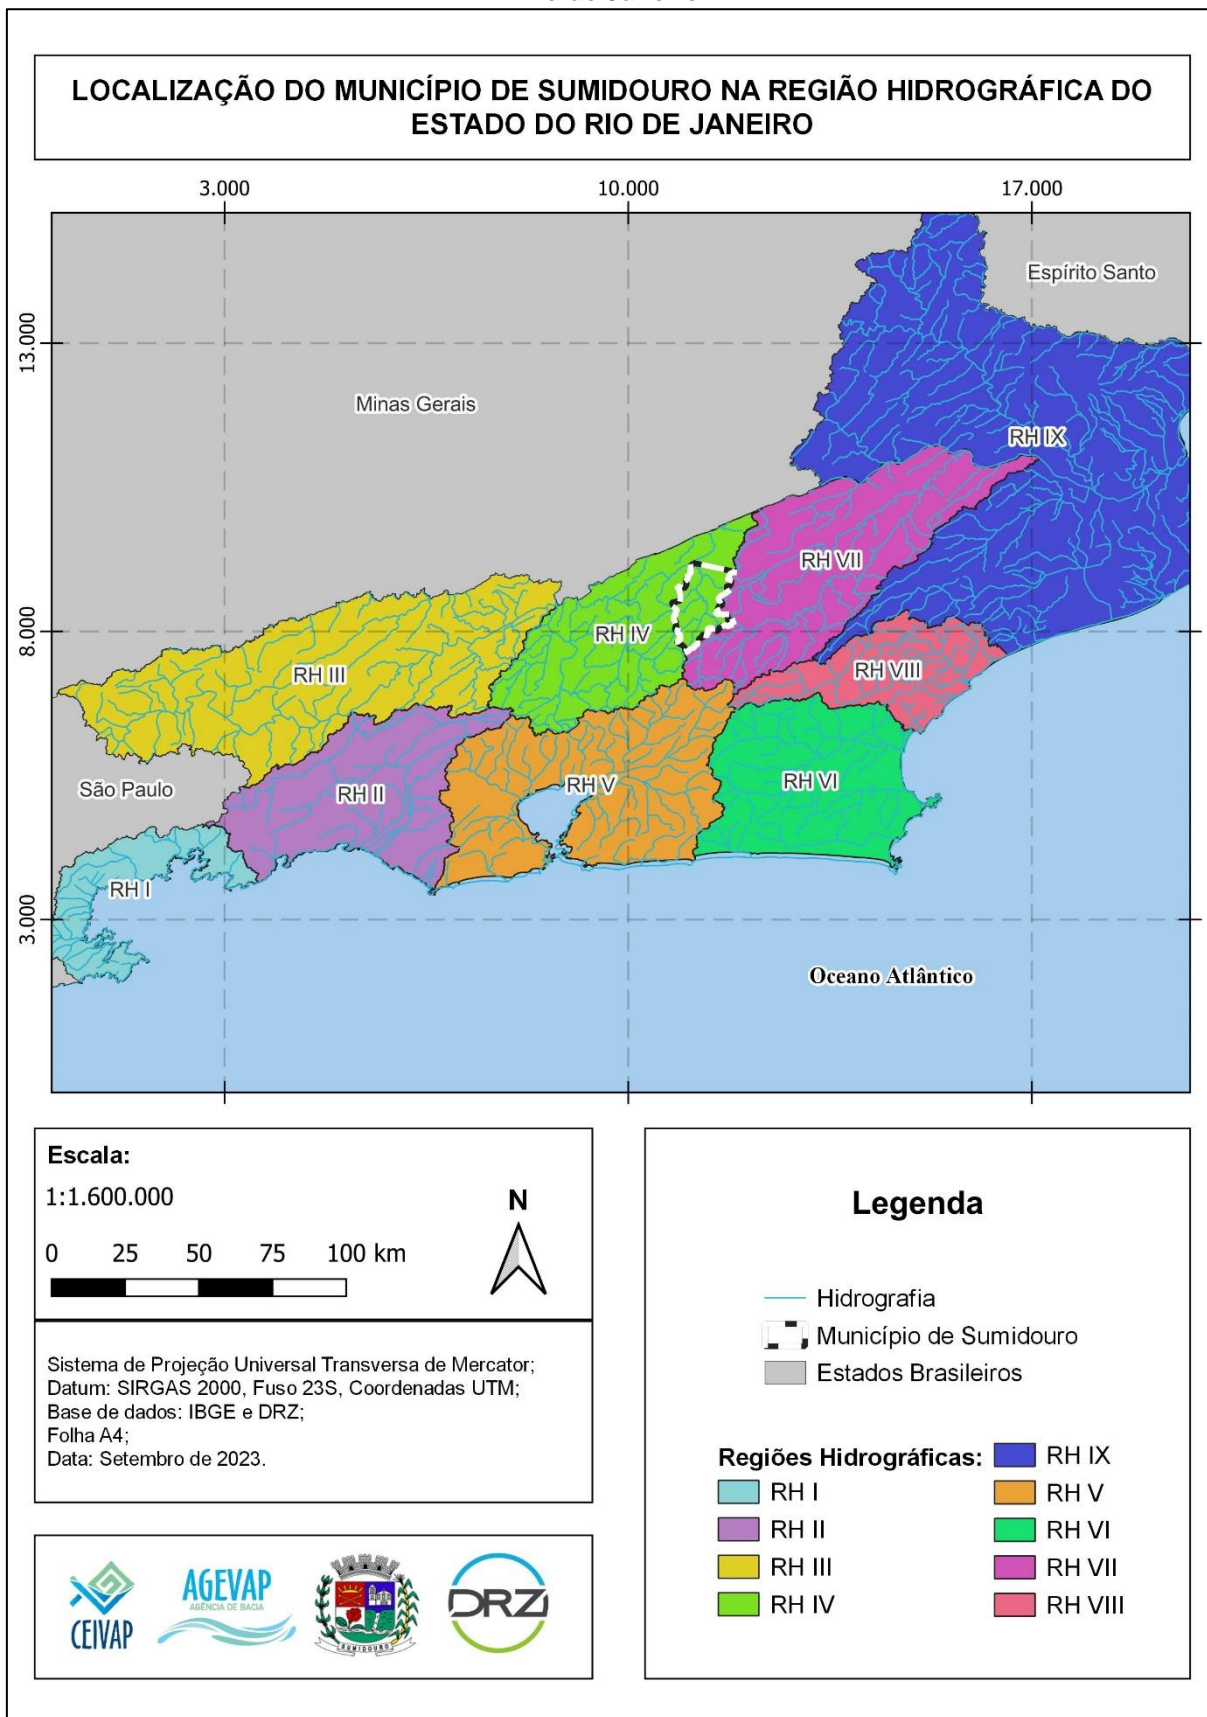 LOCALIZAÇÃO DO MUNICÍPIO DE SUMIDOURO NA REGIÃO HIDROGRÁFICA DO
ESTADO DO RIO DE JANEIRO
3.000
10.000
17.000
13.000
8.000
3.000
Espírito Santo
Minas Gerais
RH IX
RH VII
RH IV
RH III
RH VIII
São Paulo
RH II
RH V
RH VI
RH I
Oceano Atlântico
Escala:
1:1.600.000
0 25 50 75 100 km
N
Sistema de Projeção Universal Transversa de Mercator;
Datum: SIRGAS 2000, Fuso 23S, Coordenadas UTM;
Base de dados: IBGE e DRZ;
Folha A4;
Data: Setembro de 2023.
CEIVAP
AGEVAP
AGÊNCIA DE BACIA
SUMIDOURO
DRZ
Legenda
Hidrografia
Município de Sumidouro
Estados Brasileiros
Regiões Hidrográficas:
RH I
RH II
RH III
RH IV
RH IX
RH V
RH VI
RH VII
RH VIII